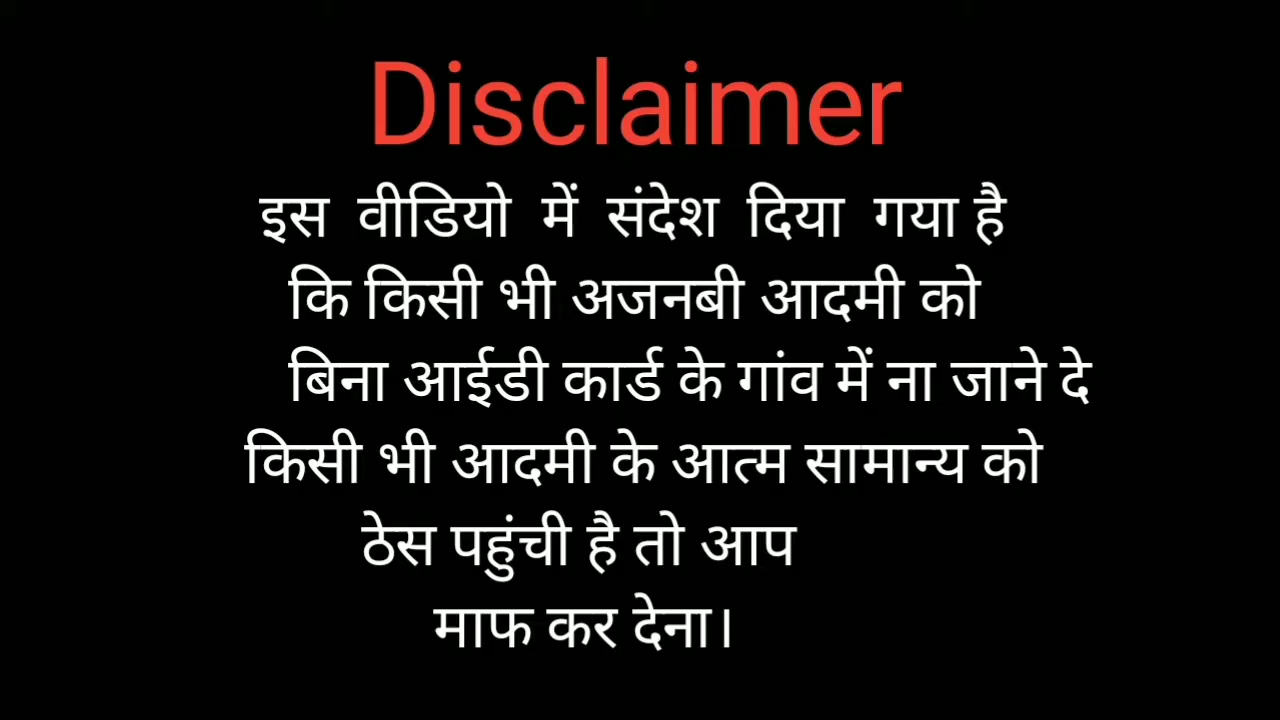 Disclaimer
इस वीडियो में संदेश दिया गया है
कि किसी भी अजनबी आदमी को
बिना आईडी कार्ड के गांव में ना जाने दे
किसी भी आदमी के आत्म सामान्य को
ठेस पहुंची है तो आप
माफ कर देना।